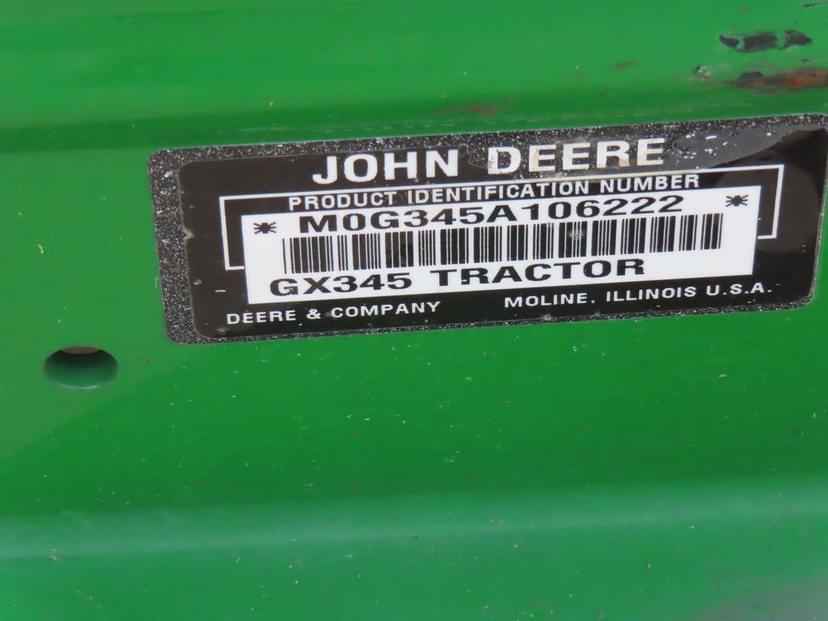 JOHN DEERE
PRODUCT IDENTIFICATION NUMBER
* M0G345A106222 *
GX345 TRACTOR
DEERE & COMPANY MOLINE. ILLINOIS U.S.A.